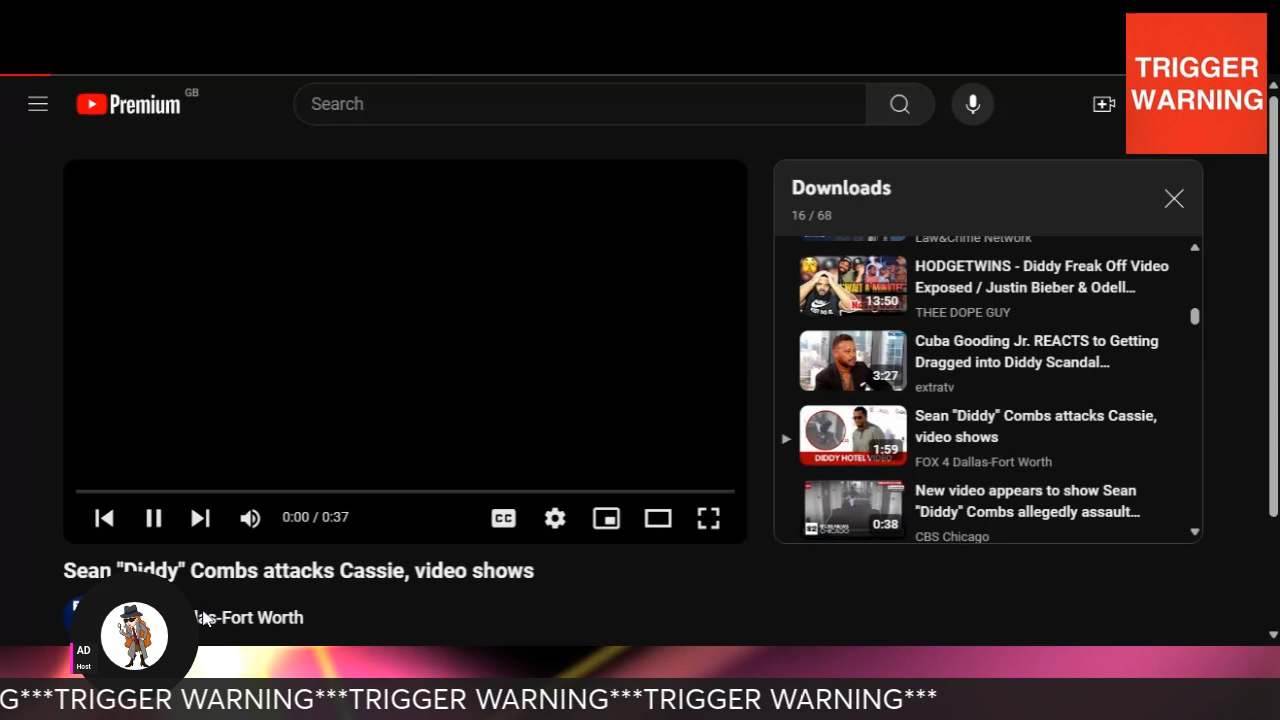 TRIGGER
WARNING
Premium GB
Search
Downloads
16 / 68
Law&Crime Network
13:50
HODGETWINS - Diddy Freak Off Video
Exposed / Justin Bieber & Odell...
THEE DOPE GUY
3:27
Cuba Gooding Jr. REACTS to Getting
Dragged into Diddy Scandal...
extratv
DIDDY HOTEL VIDEO
1:59
Sean "Diddy" Combs attacks Cassie,
video shows
FOX 4 Dallas-Fort Worth
0:38
New video appears to show Sean
"Diddy" Combs allegedly assault...
CBS Chicago
0:00 / 0:37
CC
Sean "Diddy" Combs attacks Cassie, video shows
las-Fort Worth
AD
Host
G***TRIGGER WARNING***TRIGGER WARNING***TRIGGER WARNING***